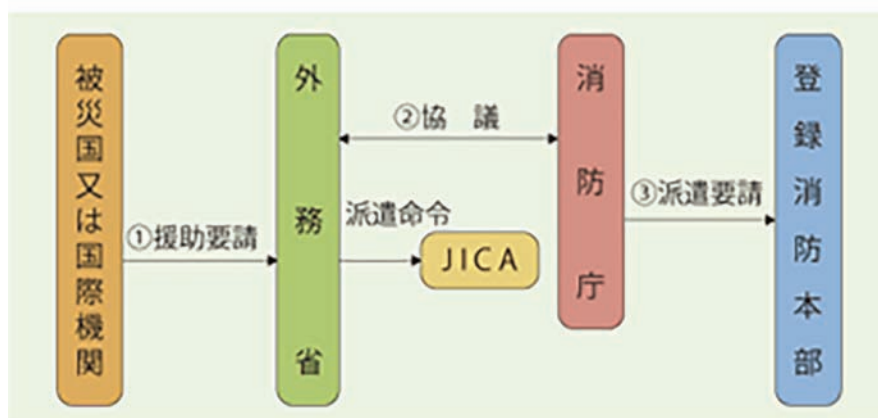 被災国又は国際機関
①援助要請
外務省
②協　議
派遣命令
JICA
消防庁
③派遣要請
登録消防本部